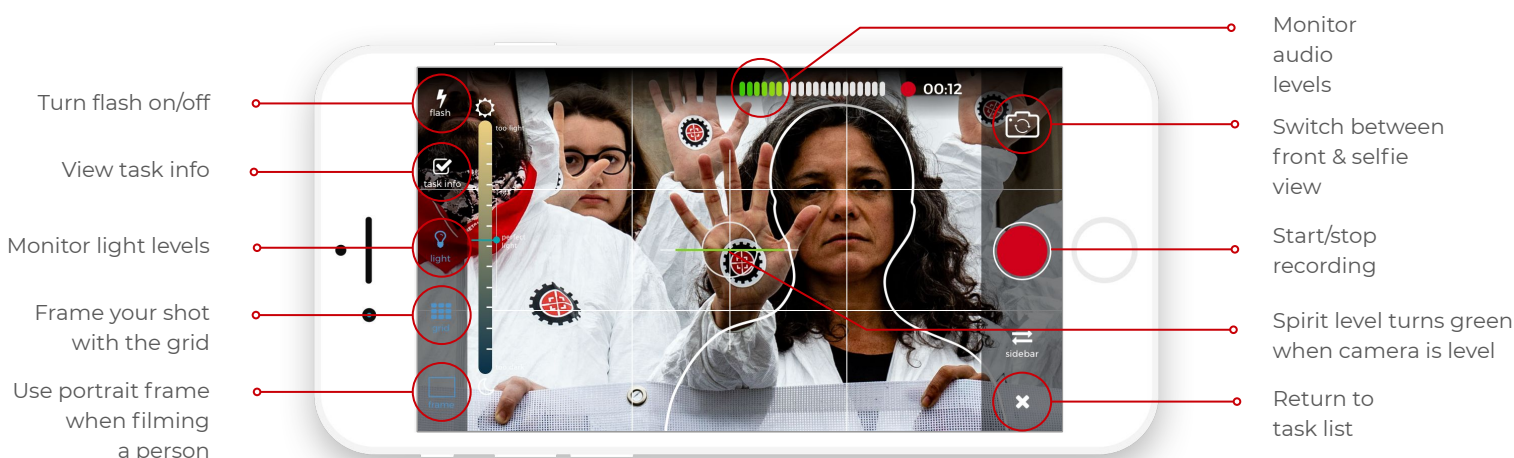 Turn flash on/off
View task info
Monitor light levels
Frame your shot
with the grid
Use portrait frame
when filming
a person
flash
task info
light
grid
frame
too light
perfect
light
00:12
sidebar
Monitor
audio
levels
Switch between
front & selfie
view
Start/stop
recording
Spirit level turns green
when camera is level
Return to
task list